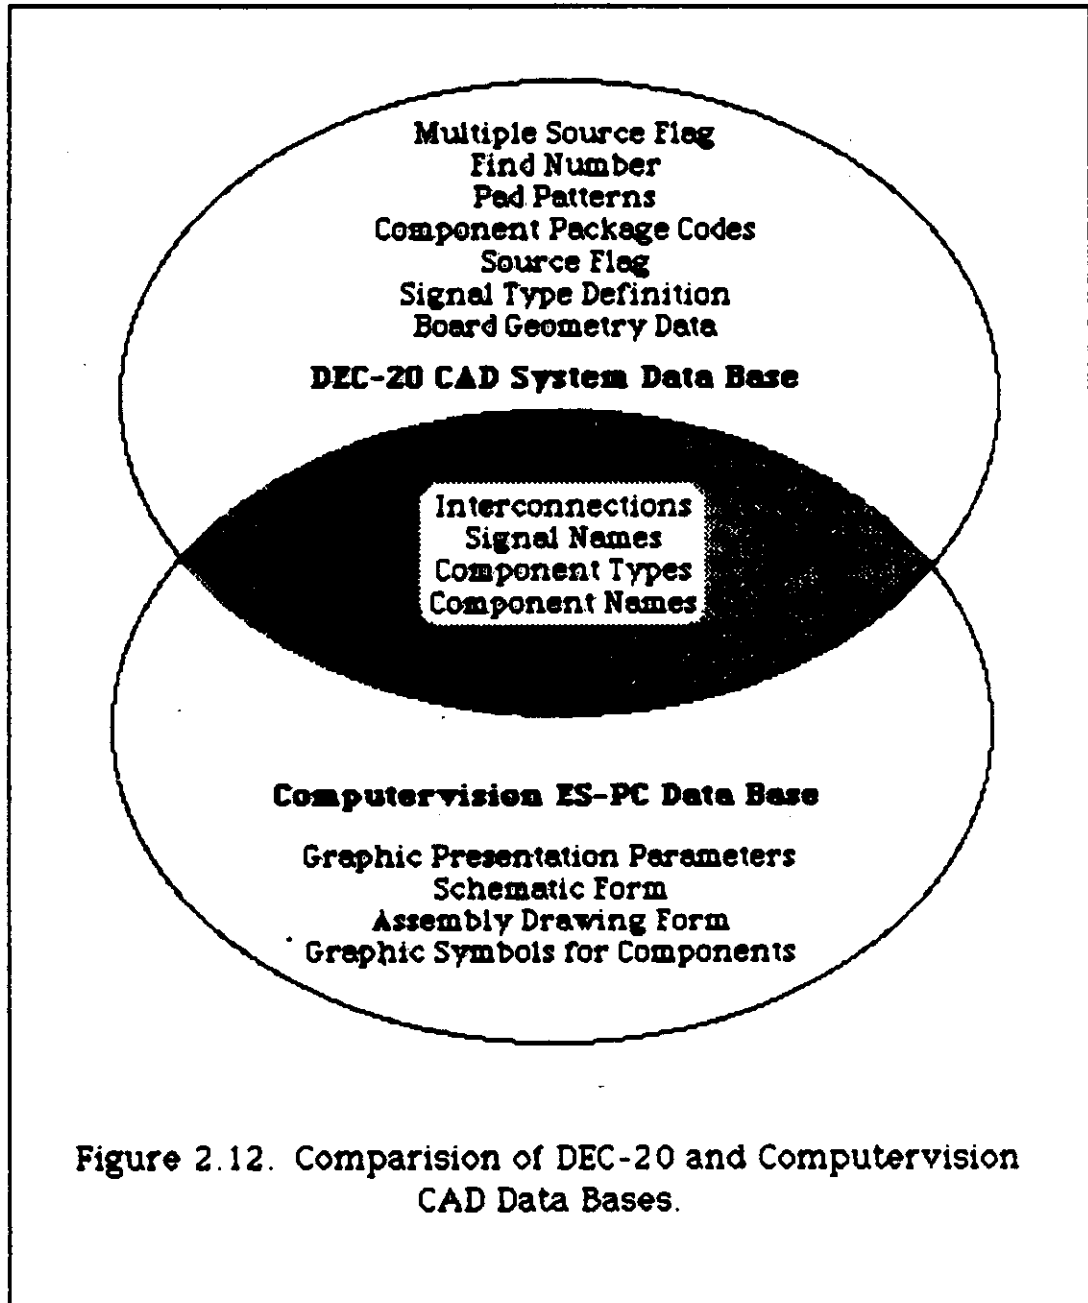 Multiple Source Flag
Find Number
Pad Patterns
Component Package Codes
Source Flag
Signal Type Definition
Board Geometry Data
DEC-20 CAD System Data Base
Interconnections
Signal Names
Component Types
Component Names
Computervision ES-PC Data Base
Graphic Presentation Parameters
Schematic Form
Assembly Drawing Form
Graphic Symbols for Components
Figure 2.12. Comparision of DEC-20 and Computervision
CAD Data Bases.